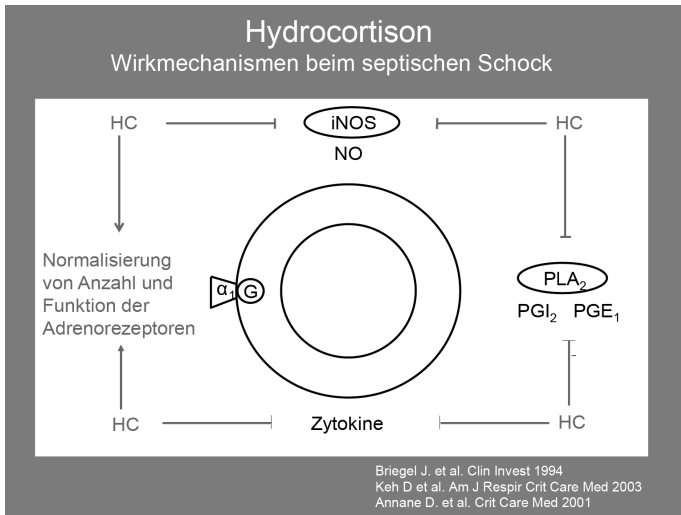 Hydrocortison
Wirkmechanismen beim septischen Schock
HC iNOS HC
NO
Normalisierung
von Anzahl und
Funktion der
Adrenorezeptoren
α1 G
PLA2
PGI2 PGE1
HC Zytokine HC
Briegel J. et al. Clin Invest 1994
Keh D et al. Am J Respir Crit Care Med 2003
Annane D. et al. Crit Care Med 2001